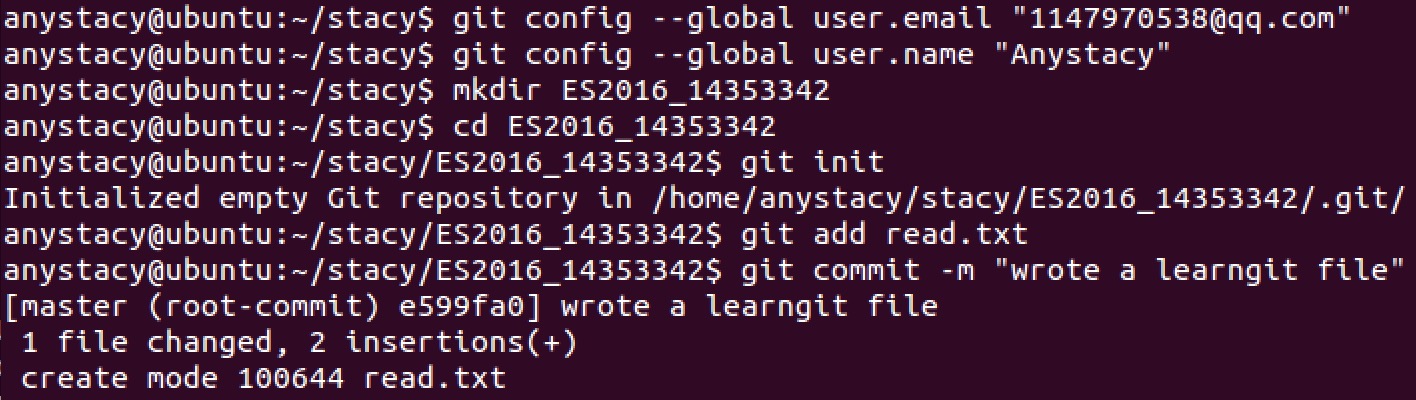 anystacy@ubuntu:~/stacy$ git config --global user.email "1147970538@qq.com"
anystacy@ubuntu:~/stacy$ git config --global user.name "Anystacy"
anystacy@ubuntu:~/stacy$ mkdir ES2016_14353342
anystacy@ubuntu:~/stacy$ cd ES2016_14353342
anystacy@ubuntu:~/stacy/ES2016_14353342$ git init
Initialized empty Git repository in /home/anystacy/stacy/ES2016_14353342/.git/
anystacy@ubuntu:~/stacy/ES2016_14353342$ git add read.txt
anystacy@ubuntu:~/stacy/ES2016_14353342$ git commit -m "wrote a learngit file"
[master (root-commit) e599fa0] wrote a learngit file
 1 file changed, 2 insertions(+)
 create mode 100644 read.txt